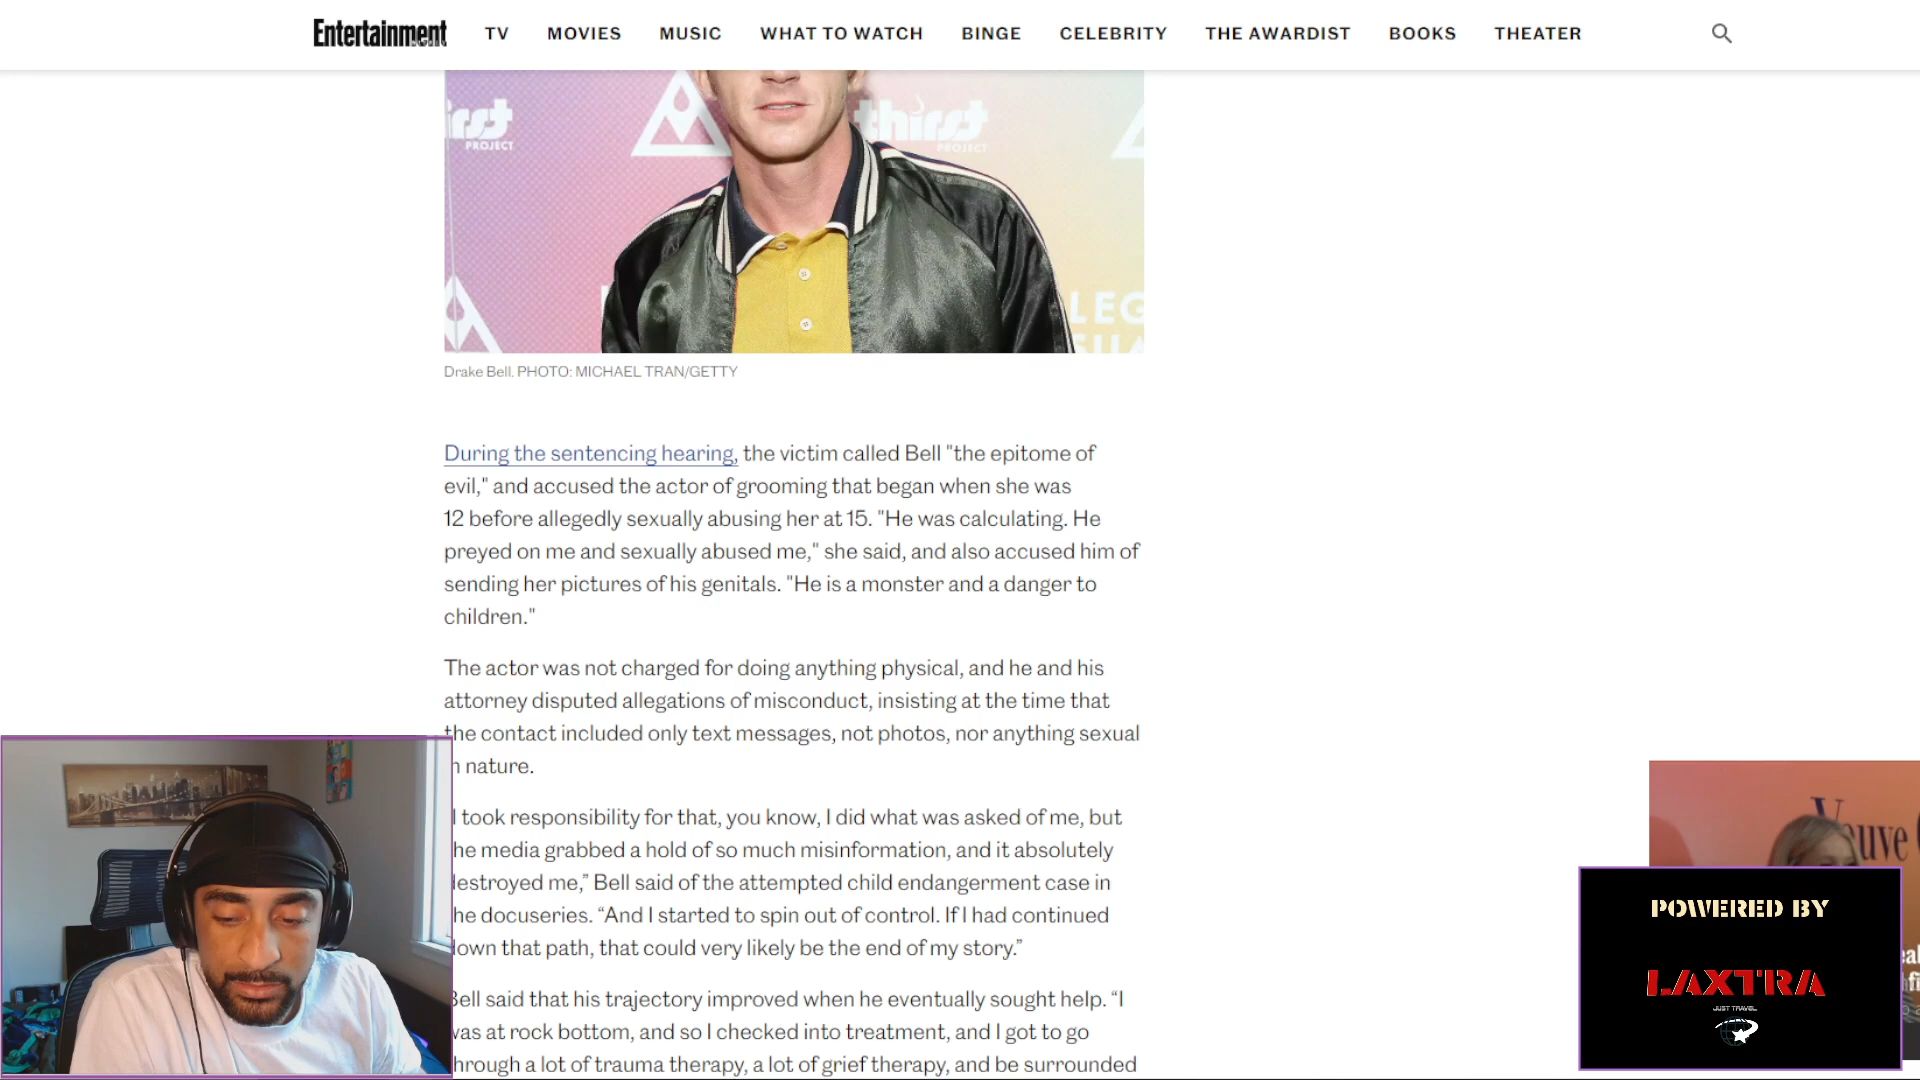 Entertainment TV MOVIES MUSIC WHAT TO WATCH BINGE CELEBRITY THE AWARDIST BOOKS THEATER
irst thirst
PROJECT PROJECT
LEG
Drake Bell. PHOTO: MICHAEL TRAN/GETTY
During the sentencing hearing, the victim called Bell "the epitome of
evil," and accused the actor of grooming that began when she was
12 before allegedly sexually abusing her at 15. "He was calculating. He
preyed on me and sexually abused me," she said, and also accused him of
sending her pictures of his genitals. "He is a monster and a danger to
children."
The actor was not charged for doing anything physical, and he and his
attorney disputed allegations of misconduct, insisting at the time that
the contact included only text messages, not photos, nor anything sexual
n nature.
I took responsibility for that, you know, I did what was asked of me, but
he media grabbed a hold of so much misinformation, and it absolutely
destroyed me,” Bell said of the attempted child endangerment case in
he docuseries. “And I started to spin out of control. If I had continued
down that path, that could very likely be the end of my story.”
Bell said that his trajectory improved when he eventually sought help. “I
was at rock bottom, and so I checked into treatment, and I got to go
hrough a lot of trauma therapy, a lot of grief therapy, and be surrounded
Veuve
POWERED BY
LAXTRA
JUST TRAVEL